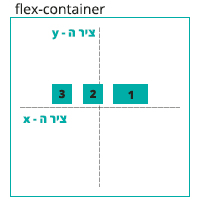 flex-container
ציר ה - y
3 2 1
ציר ה - x